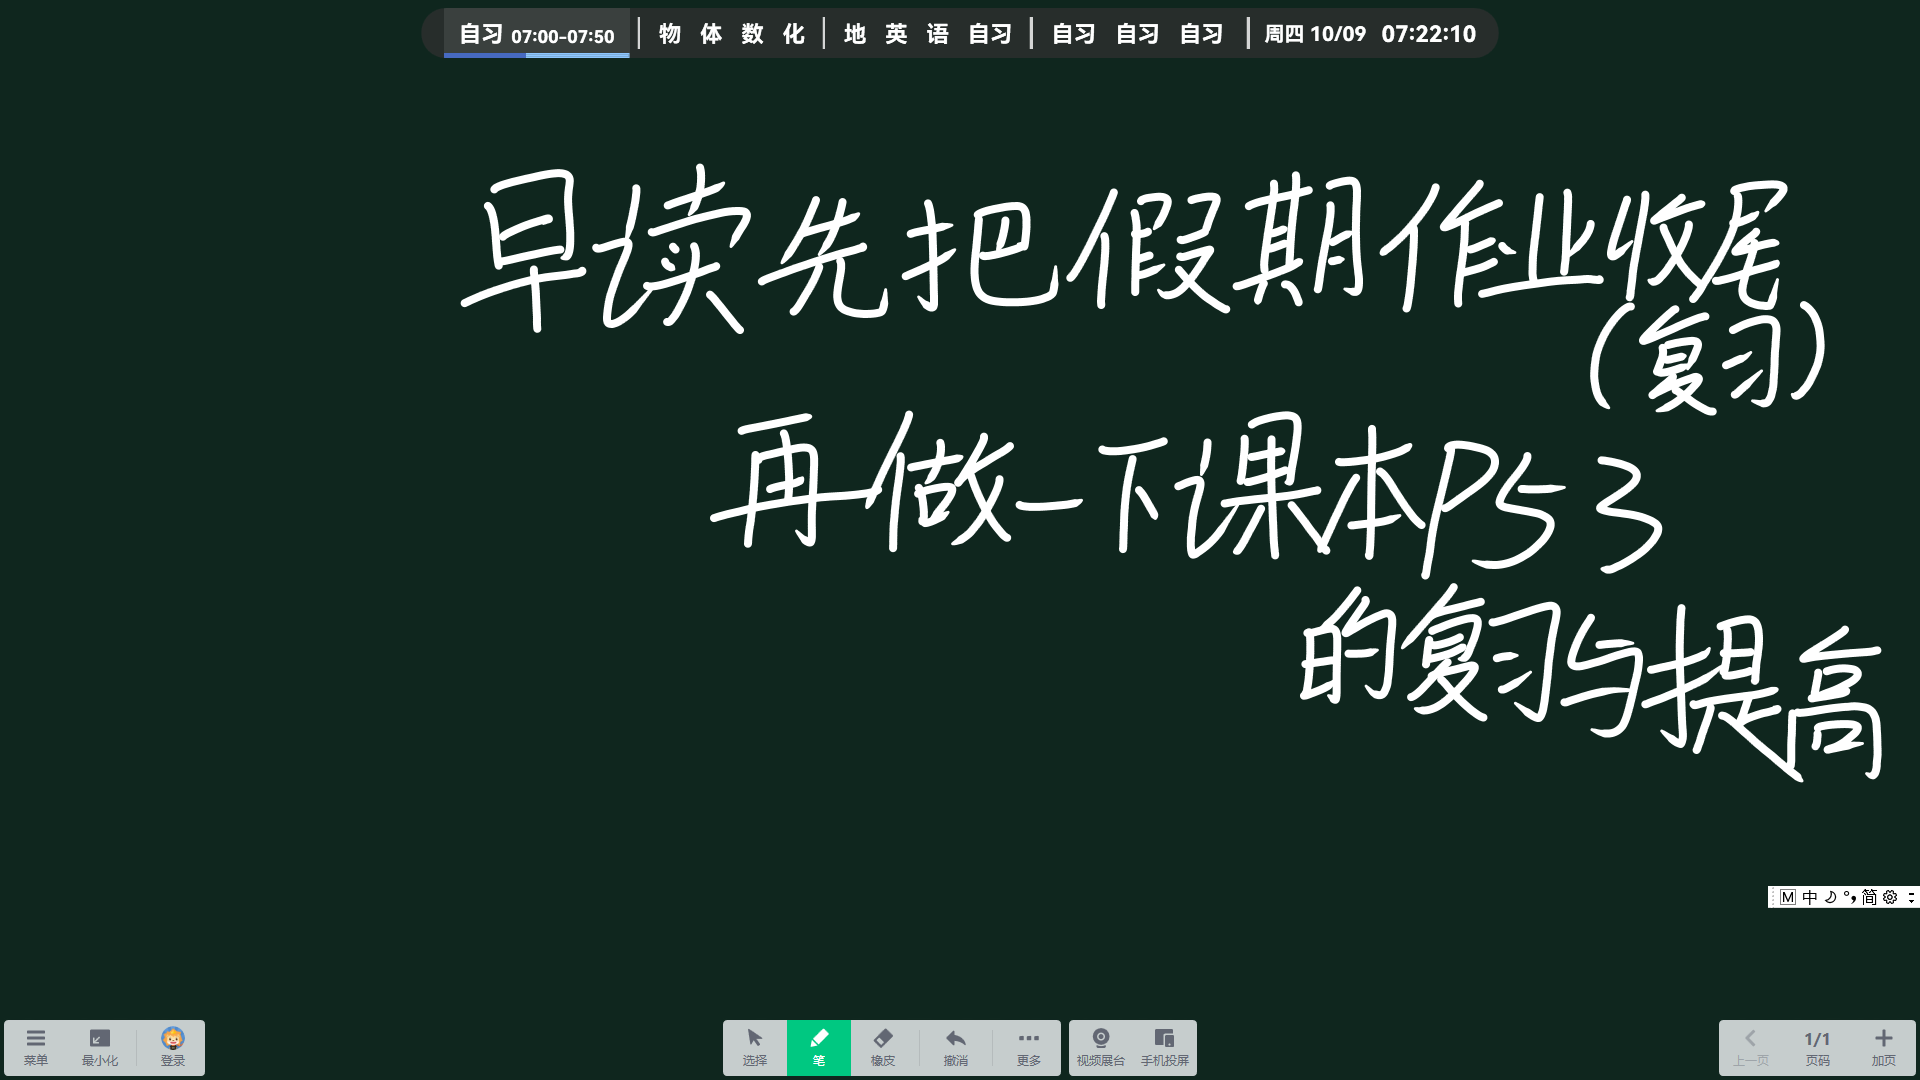 自习 07:00-07:50 物 体 数 化 地 英 语 自习 自习 自习 自习 周四 10/09 07:22:10
早读先把假期作业收尾
(复习)
再做一下课本P53
的复习与提高
M 中 简
菜单 最小化 登录 选择 笔 橡皮 撤消 更多 视频展台 手机投屏 上一页 1/1 页码 加页